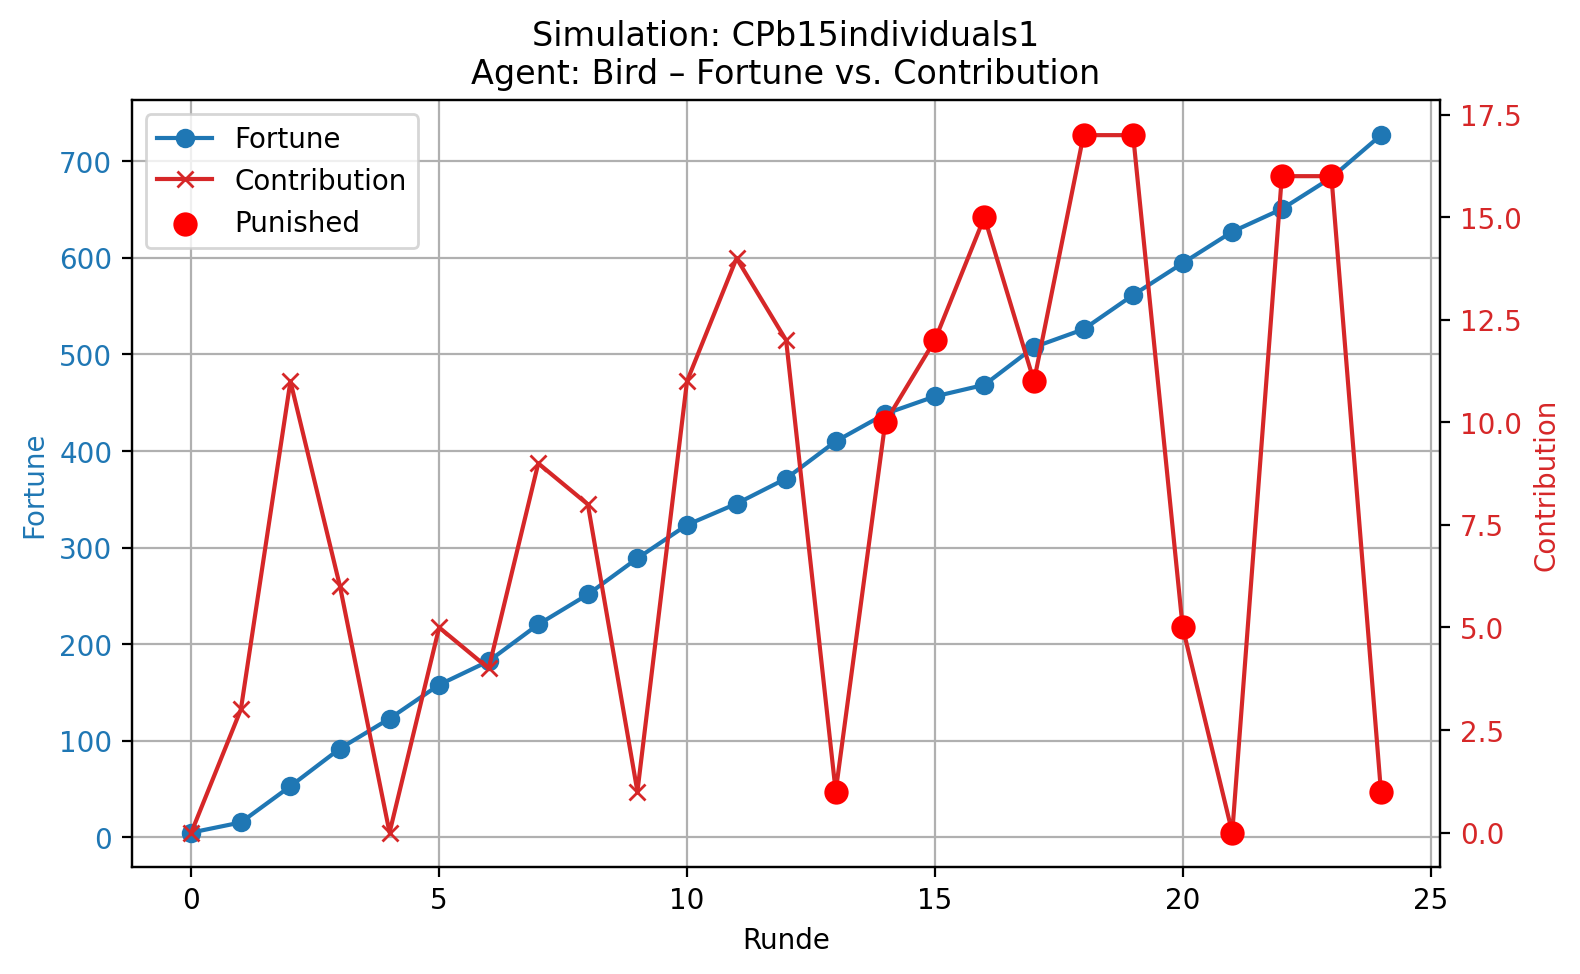 Simulation: CPb15individuals1
Agent: Bird – Fortune vs. Contribution
Fortune
Contribution
Punished
700
600
500
400
300
200
100
0
Fortune
17.5
15.0
12.5
10.0
7.5
5.0
2.5
0.0
Contribution
0 5 10 15 20 25
Runde